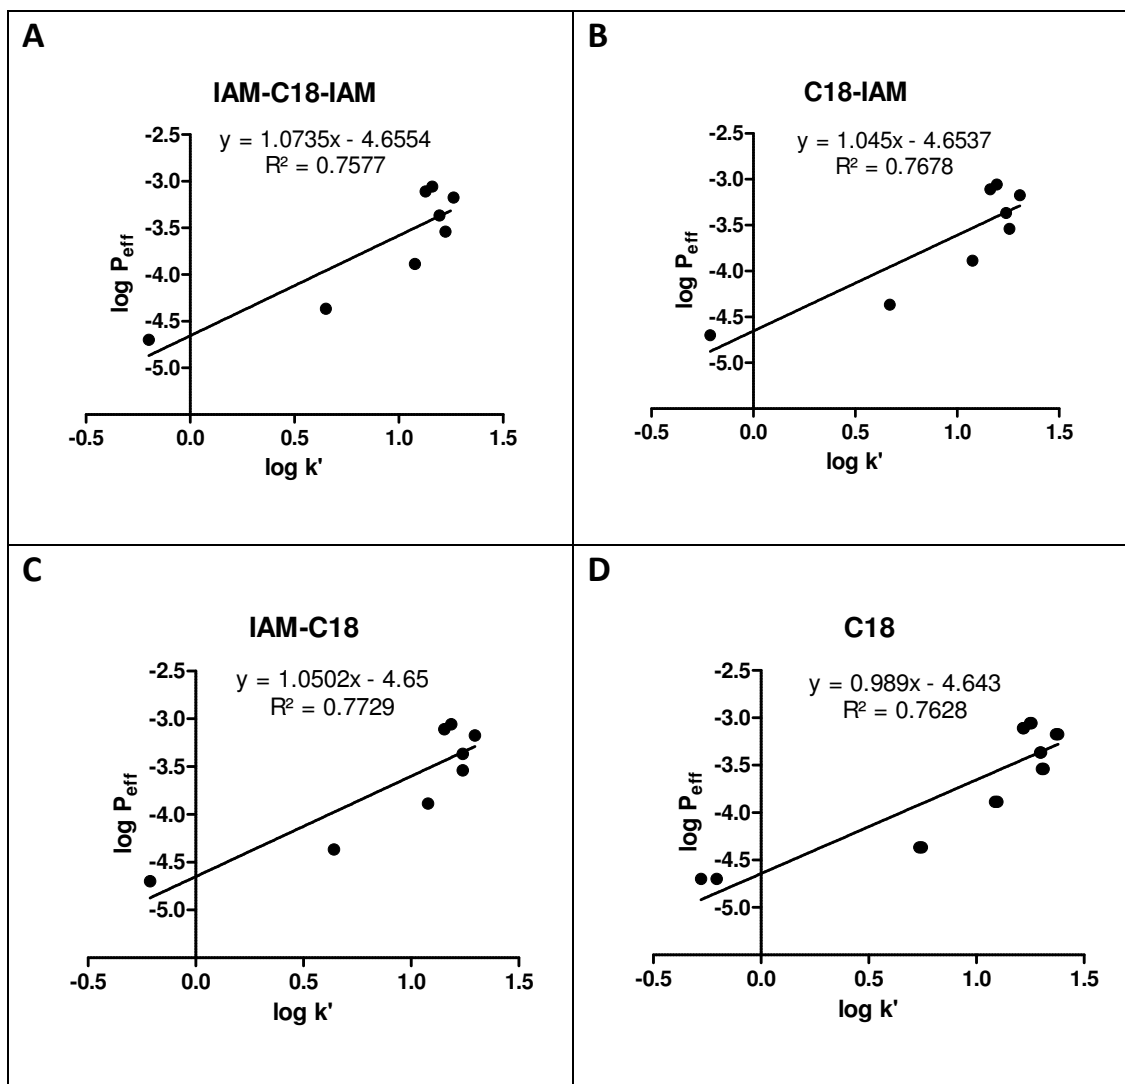 A
IAM-C18-IAM
y = 1.0735x - 4.6554
R² = 0.7577
-2.5
-3.0
-3.5
-4.0
-4.5
-5.0
log P_eff
-0.5 0.0 0.5 1.0 1.5
log k'
B
C18-IAM
y = 1.045x - 4.6537
R² = 0.7678
-2.5
-3.0
-3.5
-4.0
-4.5
-5.0
log P_eff
-0.5 0.0 0.5 1.0 1.5
log k'
C
IAM-C18
y = 1.0502x - 4.65
R² = 0.7729
-2.5
-3.0
-3.5
-4.0
-4.5
-5.0
log P_eff
-0.5 0.0 0.5 1.0 1.5
log k'
D
C18
y = 0.989x - 4.643
R² = 0.7628
-2.5
-3.0
-3.5
-4.0
-4.5
-5.0
log P_eff
-0.5 0.0 0.5 1.0 1.5
log k'